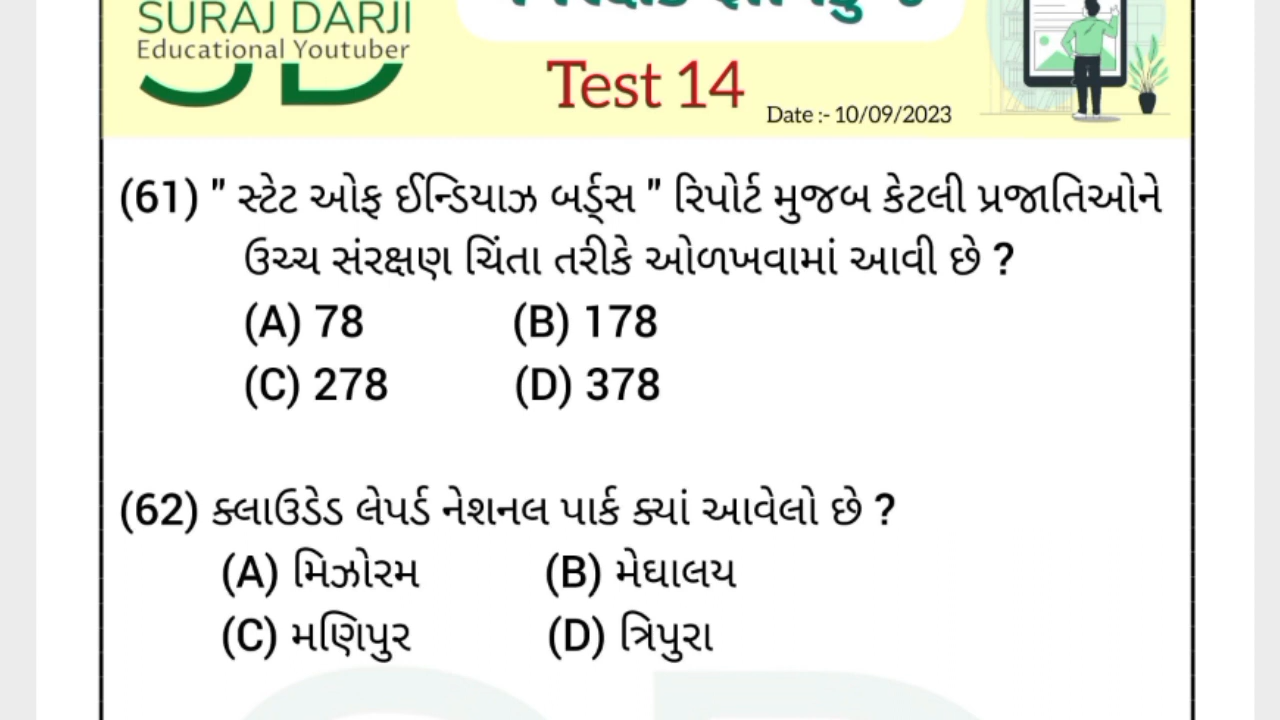 SURAJ DARJI
Educational Youtuber
Test 14
Date :- 10/09/2023
(61) " સ્ટેટ ઓફ ઈન્ડિયાઝ બર્ડ્સ " રિપોર્ટ મુજબ કેટલી પ્રજાતિઓને
ઉચ્ચ સંરક્ષણ ચિંતા તરીકે ઓળખવામાં આવી છે ?
(A) 78 (B) 178
(C) 278 (D) 378
(62) ક્લાઉડેડ લેપર્ડ નેશનલ પાર્ક ક્યાં આવેલો છે ?
(A) મિઝોરમ (B) મેઘાલય
(C) મણિપુર (D) ત્રિપુરા